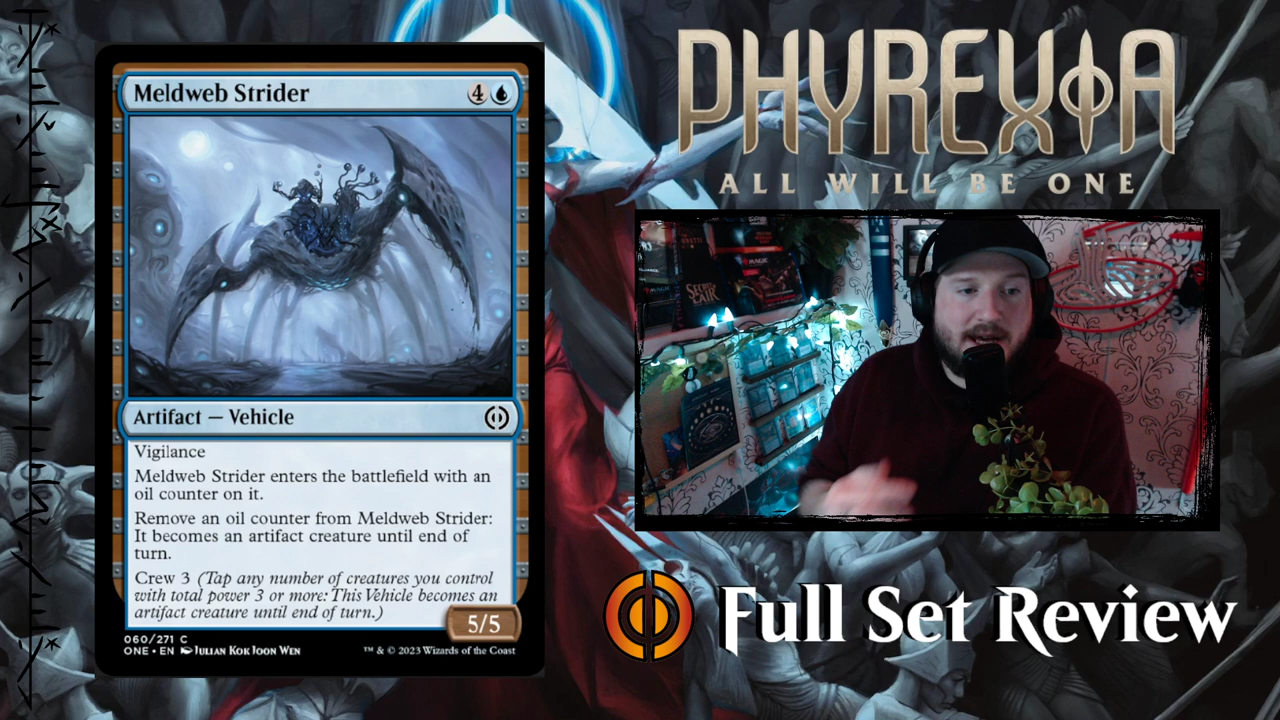 Meldweb Strider 4
Artifact — Vehicle
Vigilance
Meldweb Strider enters the battlefield with an
oil counter on it.
Remove an oil counter from Meldweb Strider:
It becomes an artifact creature until end of
turn.
Crew 3 (Tap any number of creatures you control
with total power 3 or more: This Vehicle becomes an
artifact creature until end of turn.)
5/5
060/271 C
ONE • EN JULIAN KOK JOON WEN
™ & © 2023 Wizards of the Coast
PHYREXIA
ALL WILL BE ONE
SECRET
LAIR
MAGIC
Full Set Review